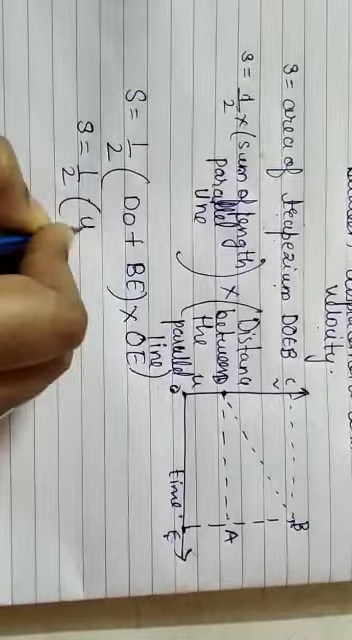 velocity.
s = area of trapezium DOEB
s = 1/2 × (sum of length parallel line) × (Distance between the parallel line)
S = 1/2 (DO + BE) × OE
s = 1/2 (u
C
B
v
D
A
u
O
time
E